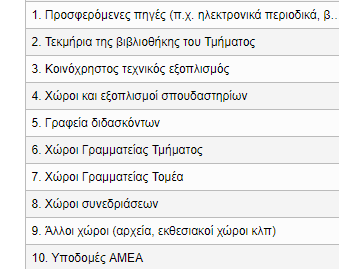 1. Προσφερόμενες πηγές (π.χ. ηλεκτρονικά περιοδικά, β...
2. Τεκμήρια της βιβλιοθήκης του Τμήματος
3. Κοινόχρηστος τεχνικός εξοπλισμός
4. Χώροι και εξοπλισμοί σπουδαστηρίων
5. Γραφεία διδασκόντων
6. Χώροι Γραμματείας Τμήματος
7. Χώροι Γραμματείας Τομέα
8. Χώροι συνεδριάσεων
9. Άλλοι χώροι (αρχεία, εκθεσιακοί χώροι κλπ)
10. Υποδομές ΑΜΕΑ